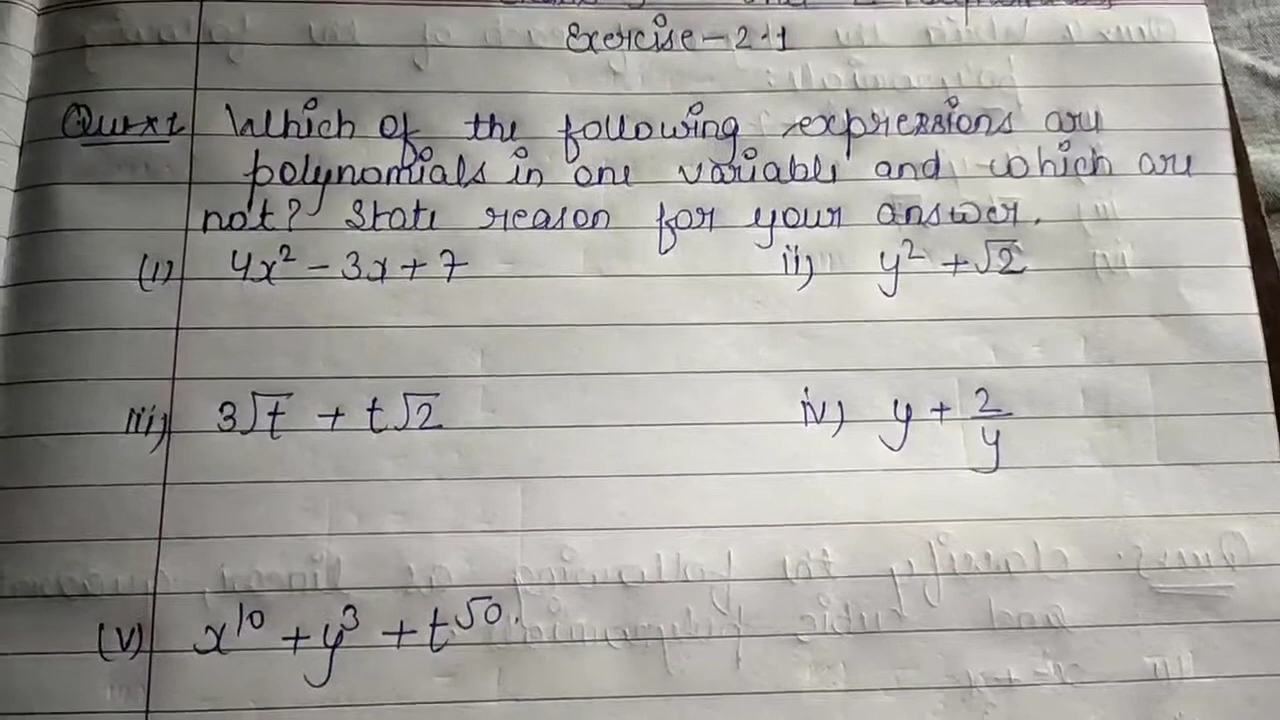 Exercise-2.1
Ques1 Which of the following expressions are
polynomials in one variable and which are
not? State reason for your answer.
(i) 4x² - 3x + 7 ii) y² + √2
iii) 3√t + t√2 iv) y + 2/y
(v) x¹⁰ + y³ + t^√0.